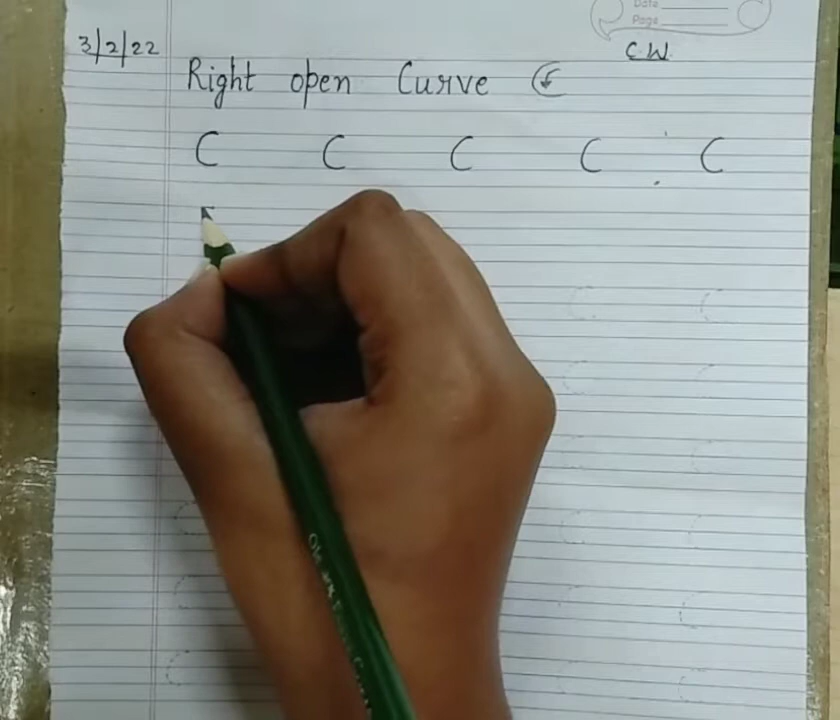 Date
Page
3/2/22
C.W.
Right open Curve
C C C C C